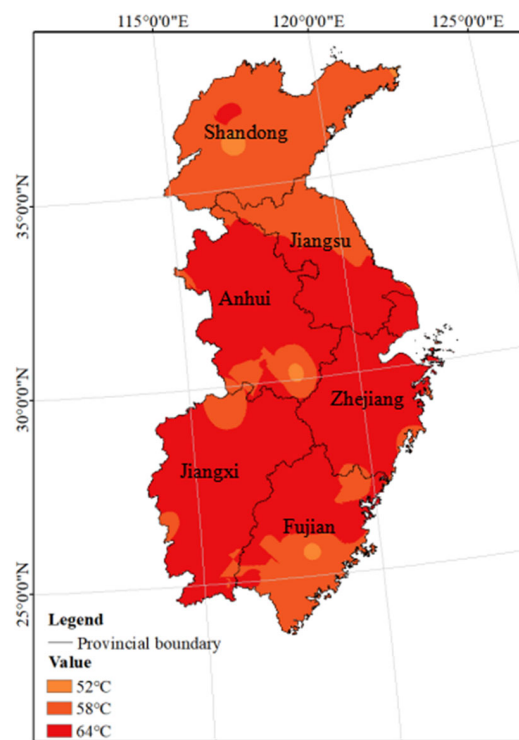 115°0'0"E 120°0'0"E 125°0'0"E
Shandong
35°0'0"N
Jiangsu
Anhui
30°0'0"N
Zhejiang
Jiangxi
Fujian
25°0'0"N
Legend
Provincial boundary
Value
52°C
58°C
64°C